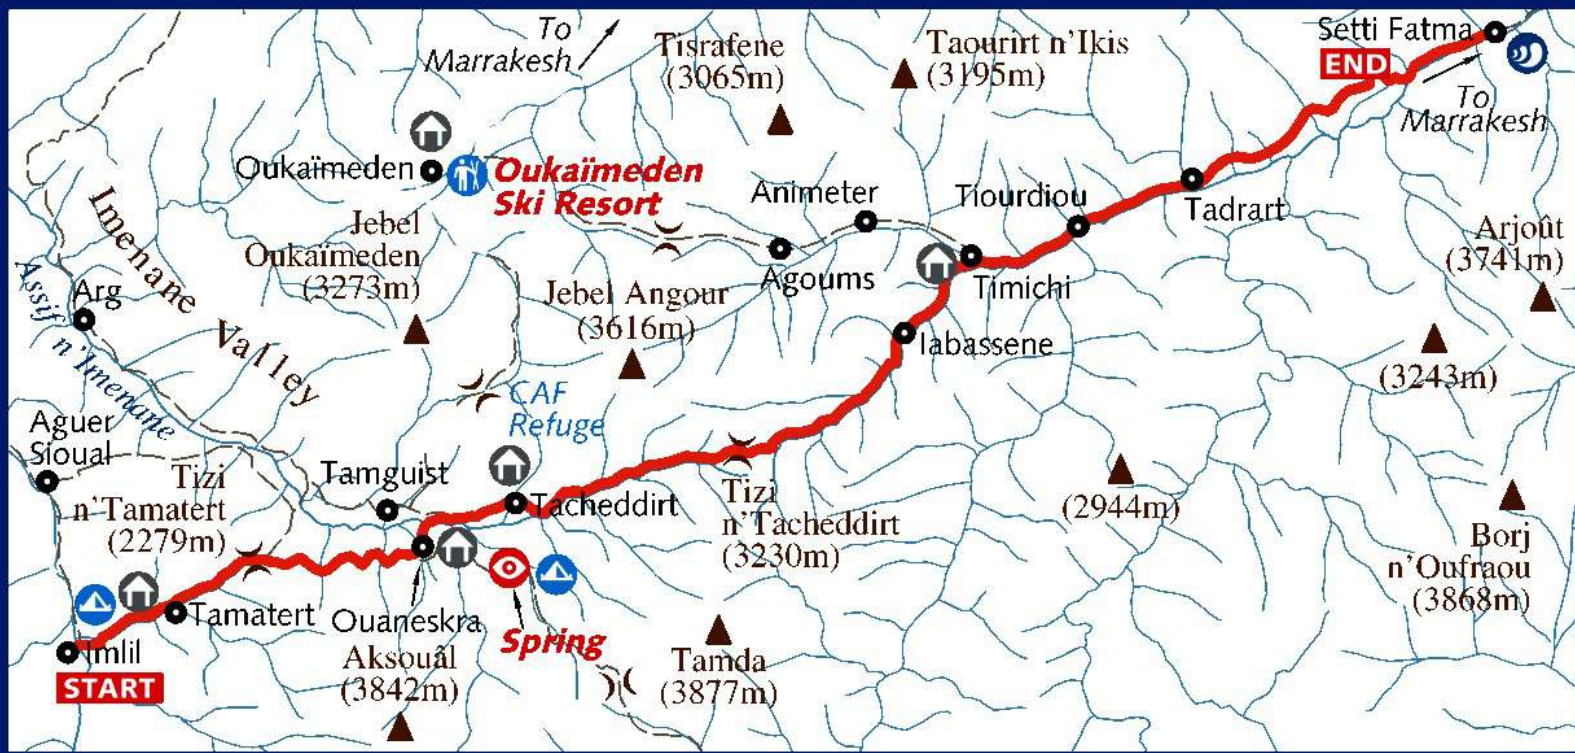 To
Marrakesh
Tisrafene
(3065m)
Taourirt n'Ikis
(3195m)
Setti Fatma
END
To
Marrakesh
Oukaïmeden
Oukaïmeden
Ski Resort
Animeter
Tiourdiou
Tadrart
Imenane Valley
Jebel
Oukaïmeden
(3273m)
Agoums
Timichi
Arjoût
(3741m)
Assif n'Imenane
Arg
Jebel Angour
(3616m)
Iabassene
(3243m)
CAF
Refuge
Aguer
Sioual
Tizi
n'Tamatert
(2279m)
Tamguist
Tacheddirt
Tizi
n'Tacheddirt
(3230m)
(2944m)
Borj
n'Oufraou
(3868m)
Tamatert
Ouaneskra
Spring
Imlil
START
Aksouâl
(3842m)
Tamda
(3877m)